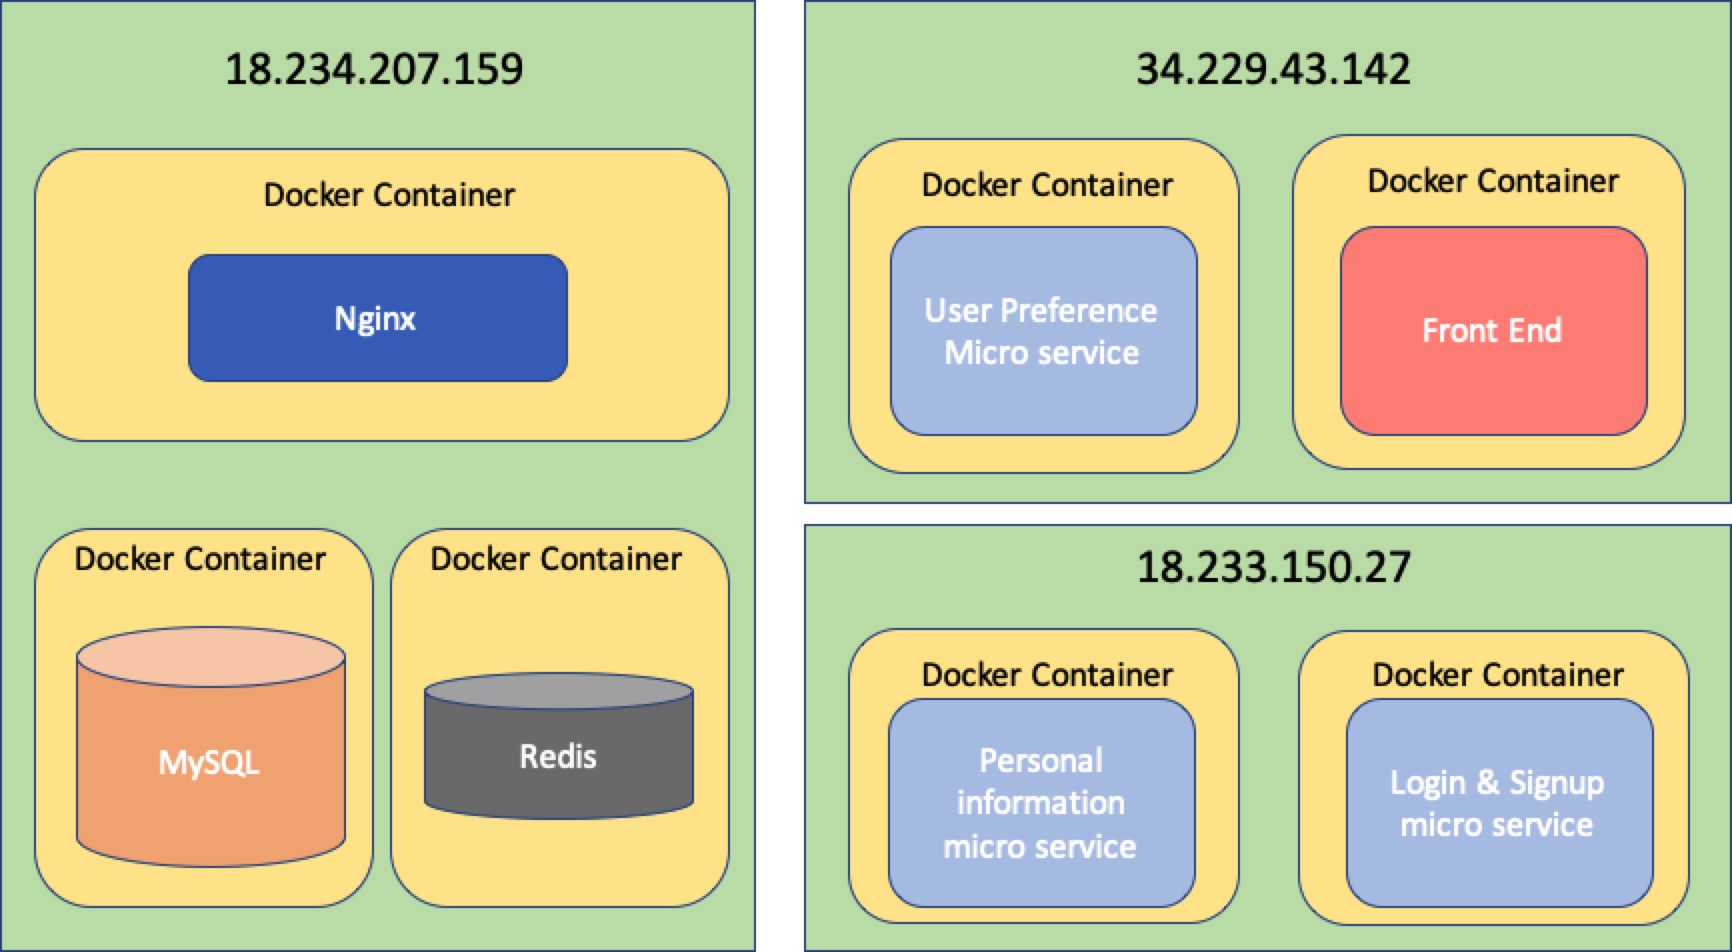 18.234.207.159
Docker Container
Nginx
Docker Container
MySQL
Docker Container
Redis
34.229.43.142
Docker Container
User Preference
Micro service
Docker Container
Front End
18.233.150.27
Docker Container
Personal
information
micro service
Docker Container
Login & Signup
micro service